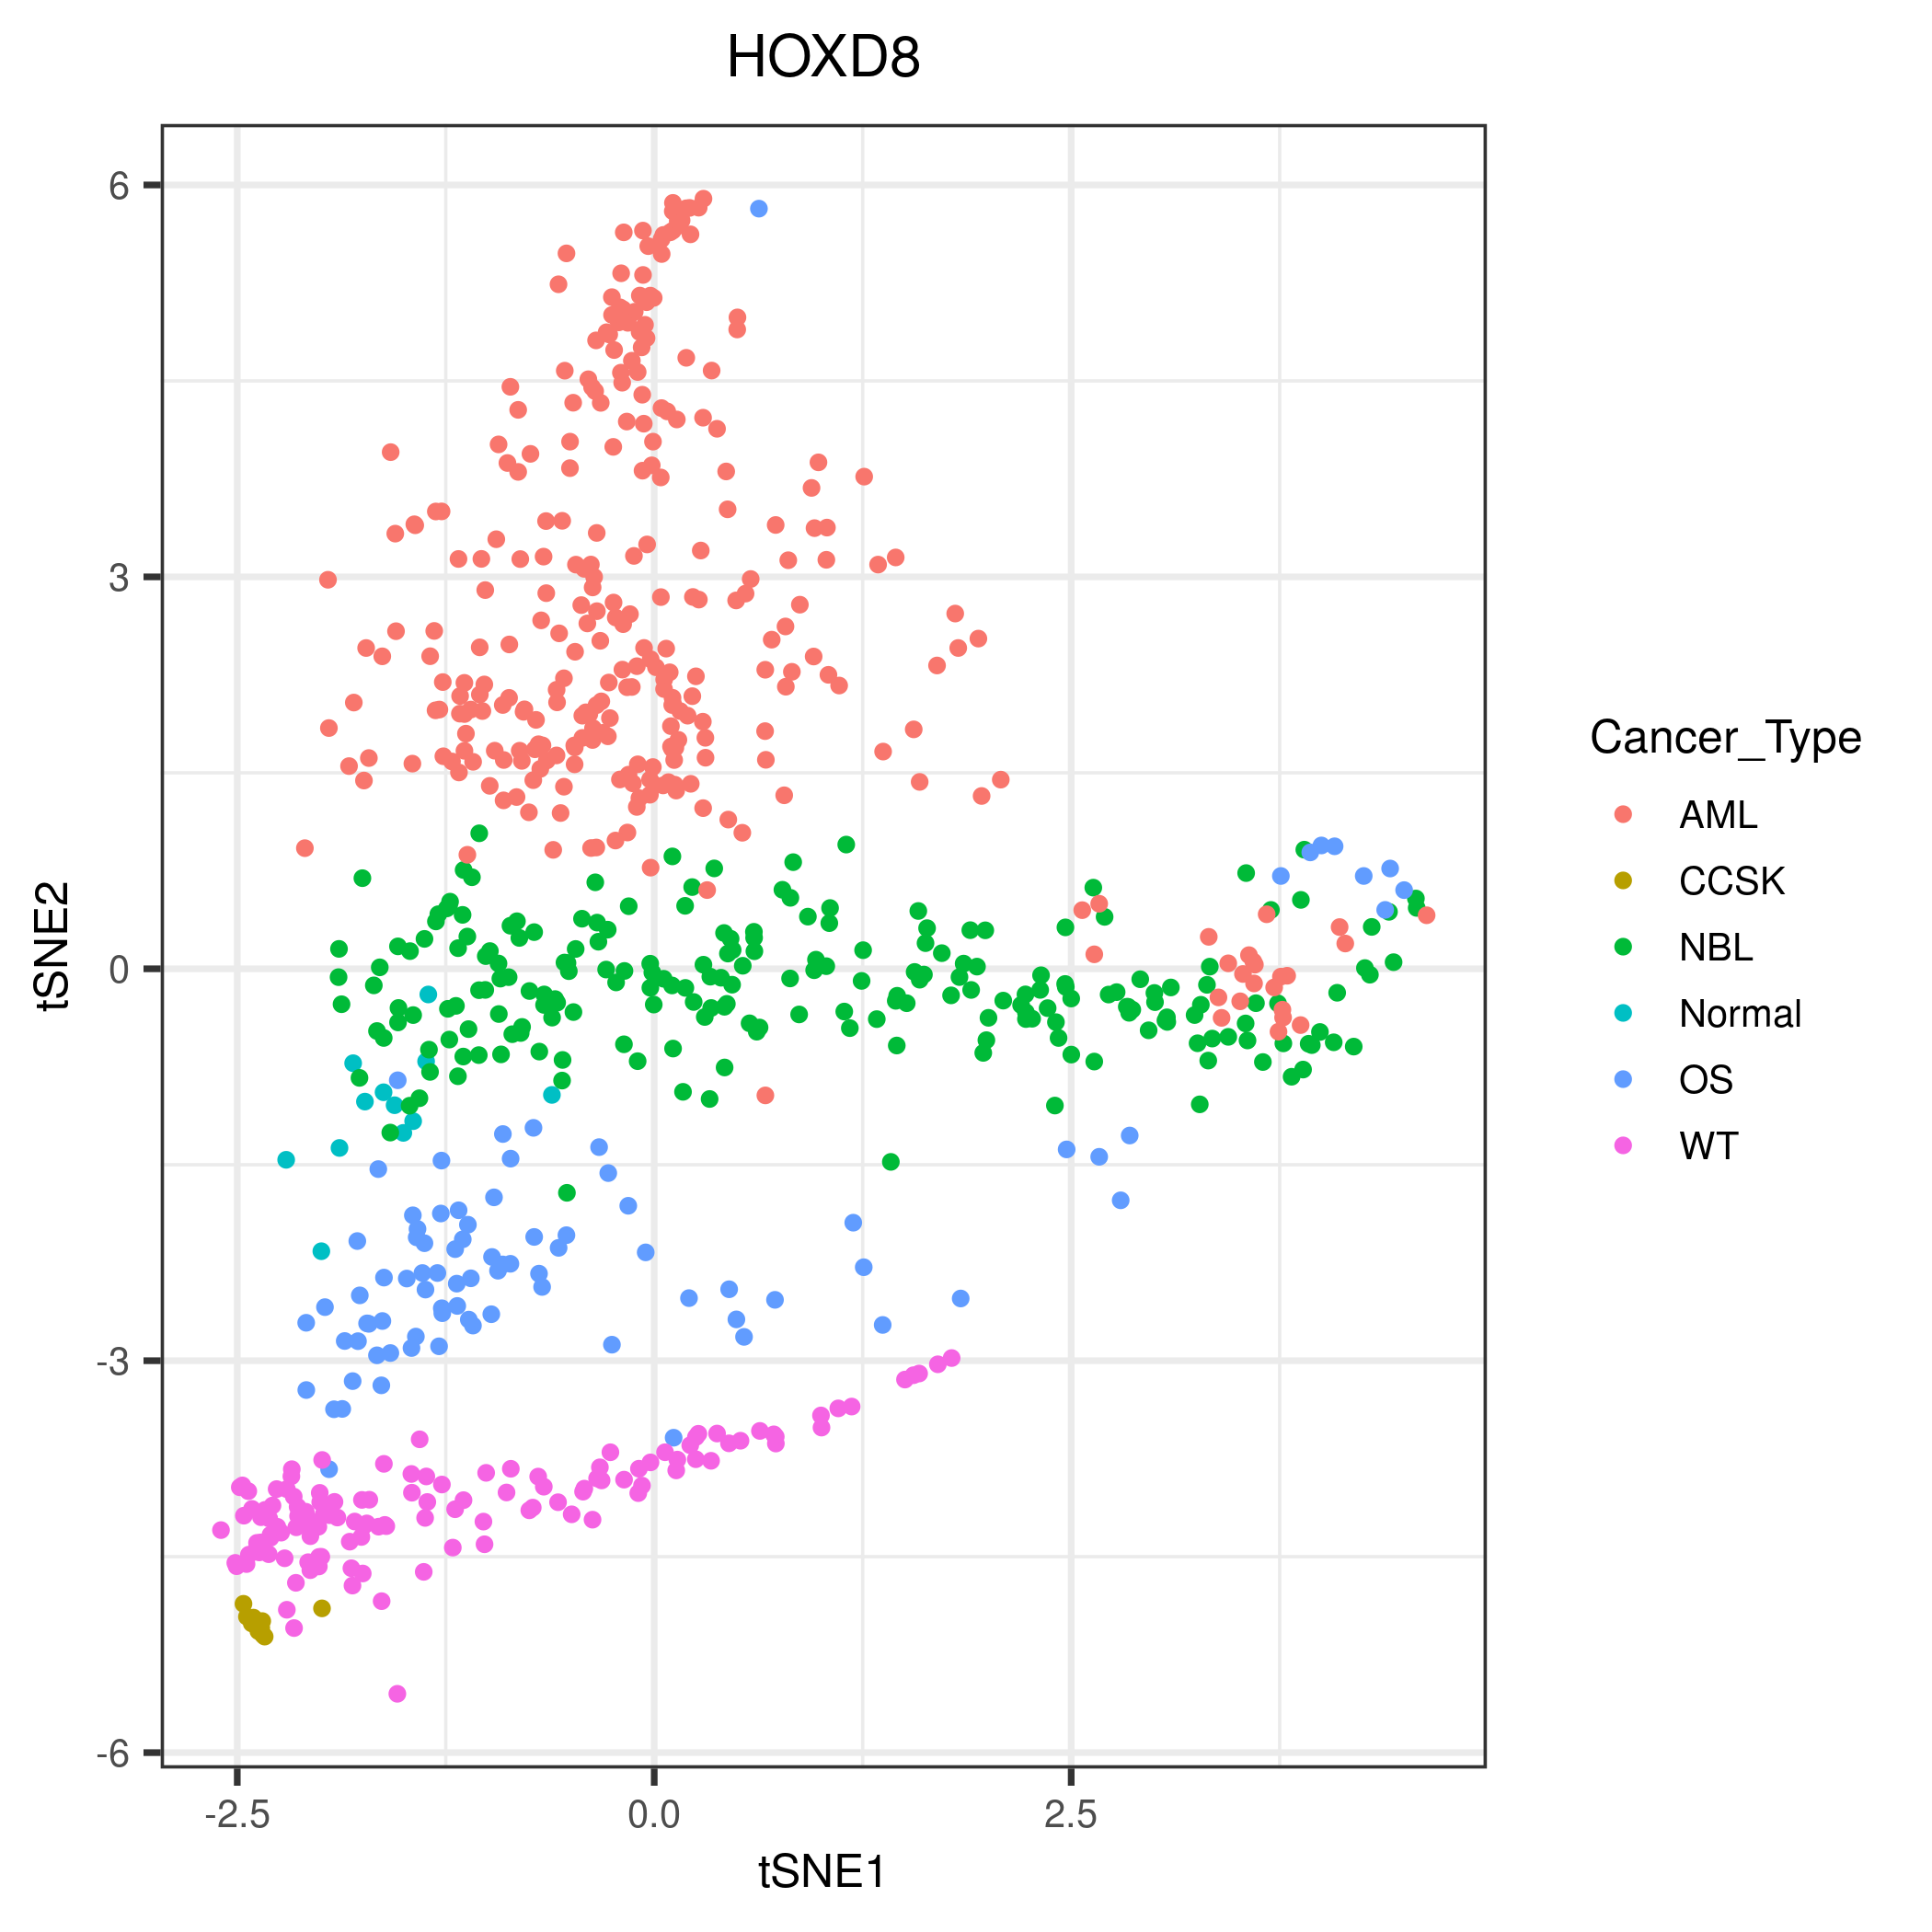 HOXD8
6
3
0
-3
-6
tSNE2
-2.5
0.0
2.5
tSNE1
Cancer_Type
AML
CCSK
NBL
Normal
OS
WT